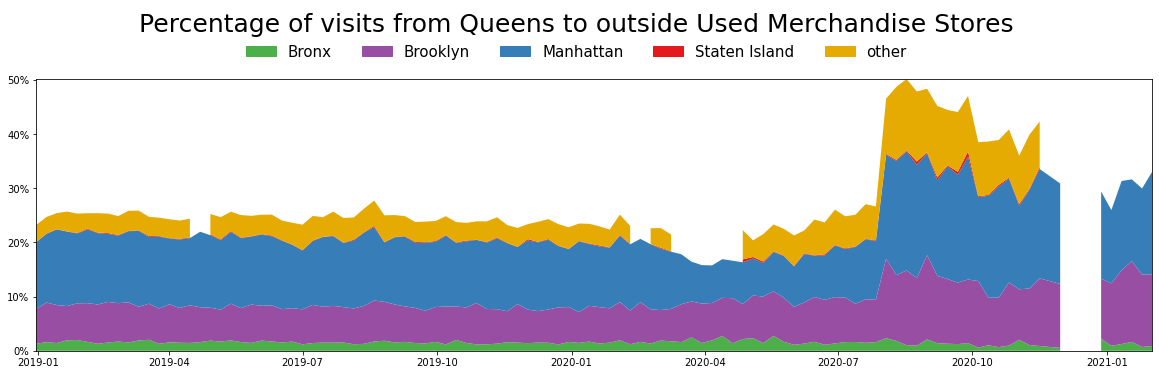 Percentage of visits from Queens to outside Used Merchandise Stores
Bronx Brooklyn Manhattan Staten Island other
50%
40%
30%
20%
10%
0%
2019-01 2019-04 2019-07 2019-10 2020-01 2020-04 2020-07 2020-10 2021-01